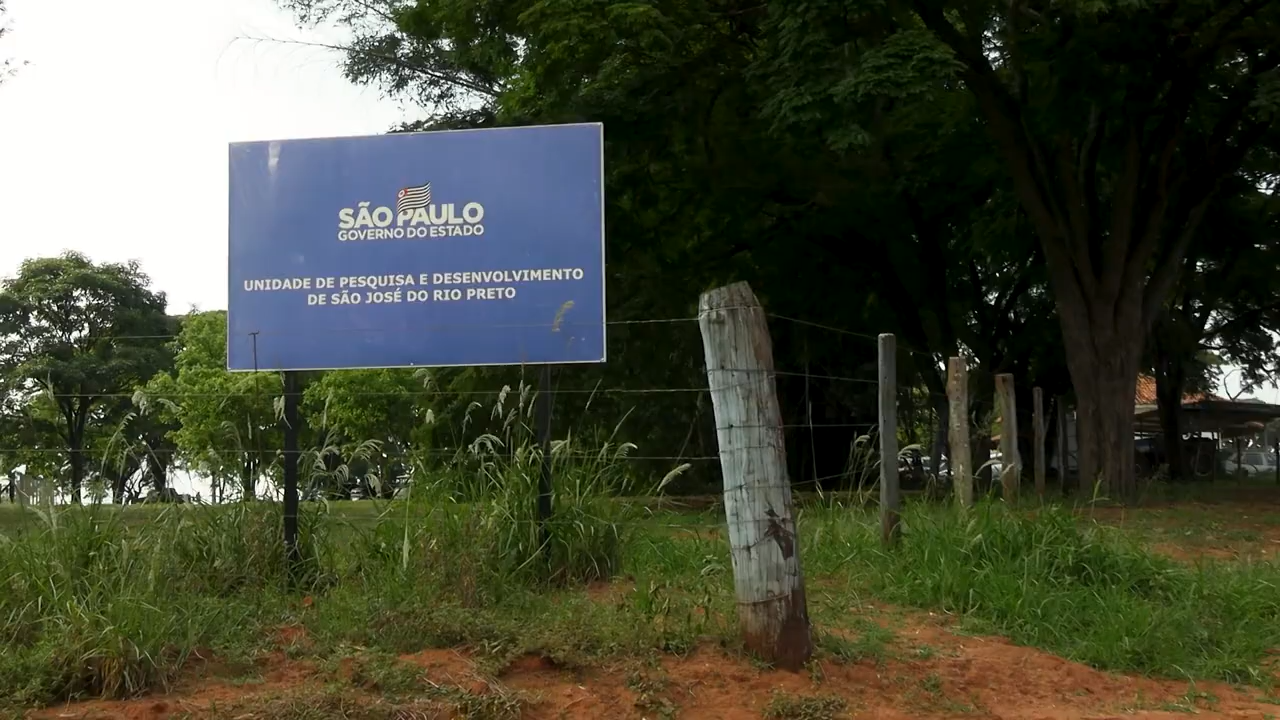 SÃO PAULO
GOVERNO DO ESTADO
UNIDADE DE PESQUISA E DESENVOLVIMENTO
DE SÃO JOSÉ DO RIO PRETO